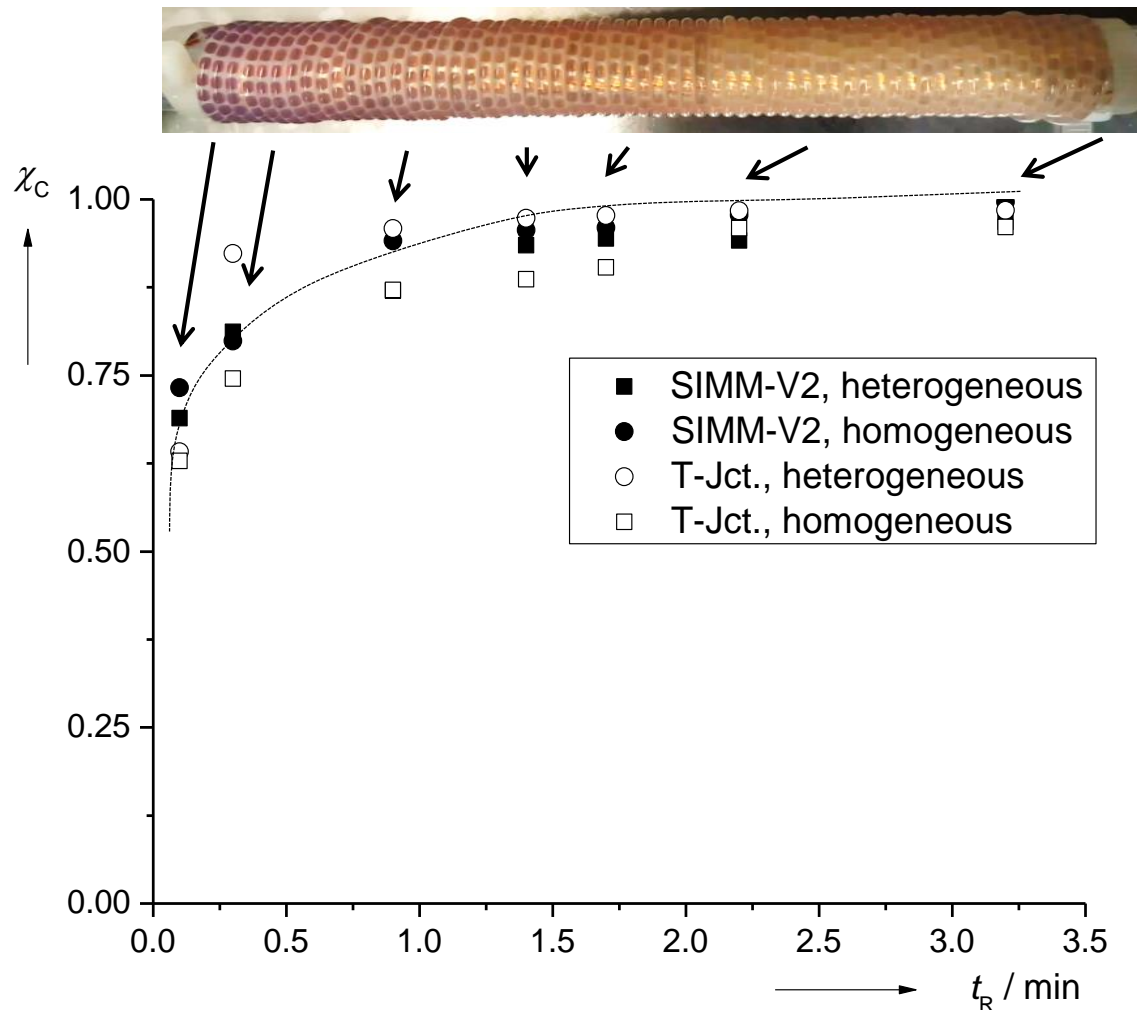 χC
1.00
0.75
0.50
0.25
0.00
SIMM-V2, heterogeneous
SIMM-V2, homogeneous
T-Jct., heterogeneous
T-Jct., homogeneous
0.0 0.5 1.0 1.5 2.0 2.5 3.0 3.5
tR / min